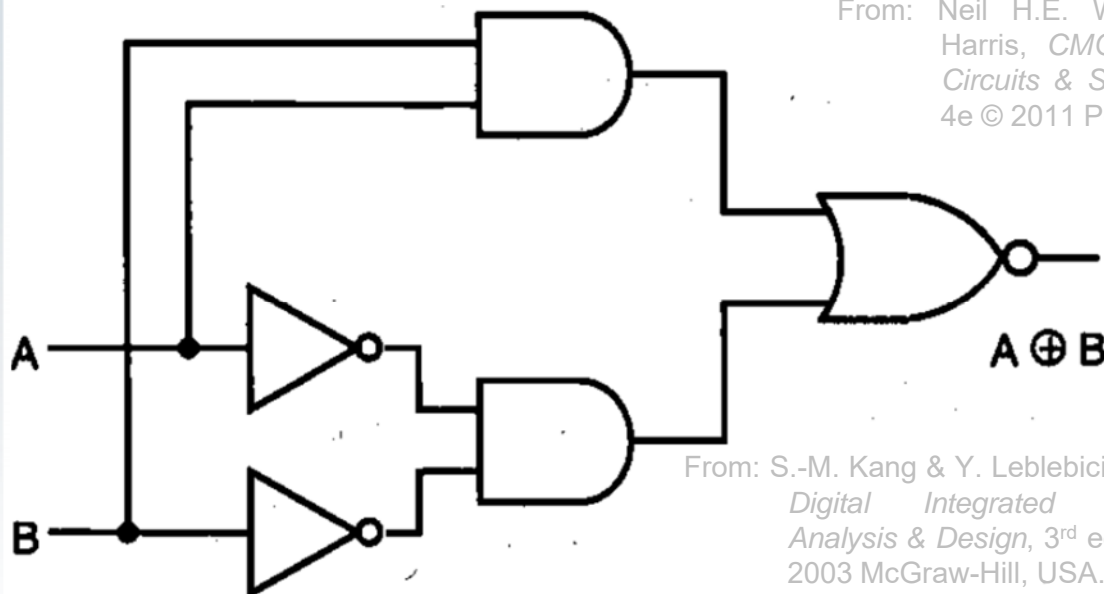 From: Neil H.E. W
Harris, CMO
Circuits & S
4e © 2011 P
A
A ⊕ B
From: S.-M. Kang & Y. Leblebici
Digital Integrated
Analysis & Design, 3rd e
2003 McGraw-Hill, USA.
B